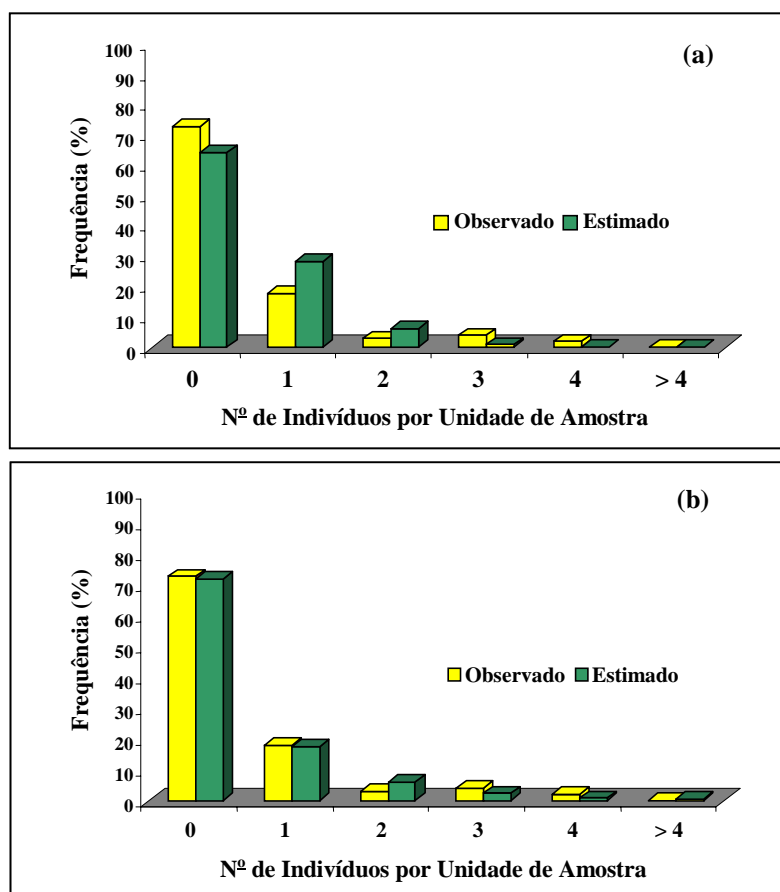 (a)
Frequência (%)
100
90
80
70
60
50
40
30
20
10
0
Observado Estimado
0 1 2 3 4 > 4
Nº de Indivíduos por Unidade de Amostra
(b)
Frequência (%)
100
90
80
70
60
50
40
30
20
10
0
Observado Estimado
0 1 2 3 4 > 4
Nº de Indivíduos por Unidade de Amostra